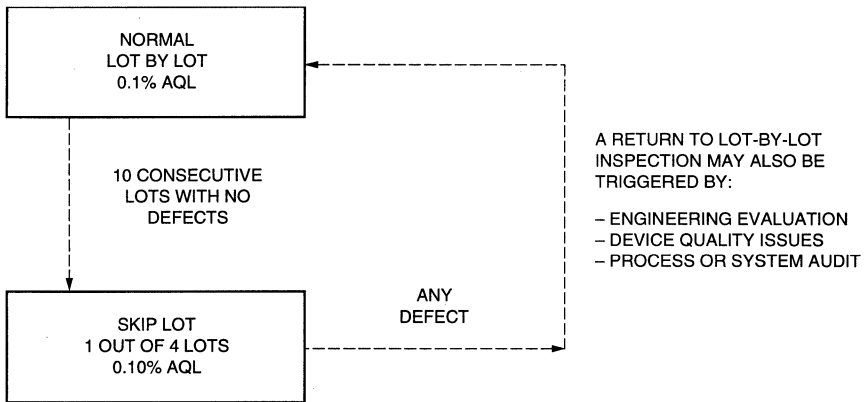 NORMAL
LOT BY LOT
0.1% AQL
10 CONSECUTIVE
LOTS WITH NO
DEFECTS
SKIP LOT
1 OUT OF 4 LOTS
0.10% AQL
ANY
DEFECT
A RETURN TO LOT-BY-LOT
INSPECTION MAY ALSO BE
TRIGGERED BY:
– ENGINEERING EVALUATION
– DEVICE QUALITY ISSUES
– PROCESS OR SYSTEM AUDIT